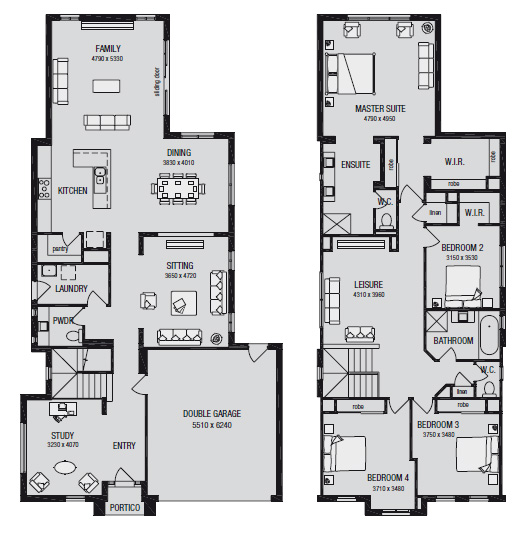 FAMILY
4790 x 5330
sliding door
DINING
3830 x 4010
KITCHEN
pantry
SITTING
3650 x 4720
LAUNDRY
PWDR
DOUBLE GARAGE
5510 x 6240
STUDY
3230 x 4070
ENTRY
PORTICO
MASTER SUITE
4790 x 4950
ENSUITE
robe
W.I.R.
robe
robe
W.C.
linen
W.I.R.
BEDROOM 2
3150 x 3530
LEISURE
4310 x 3960
BATHROOM
W.C.
linen
robe
robe
BEDROOM 3
3750 x 3480
BEDROOM 4
3710 x 3480